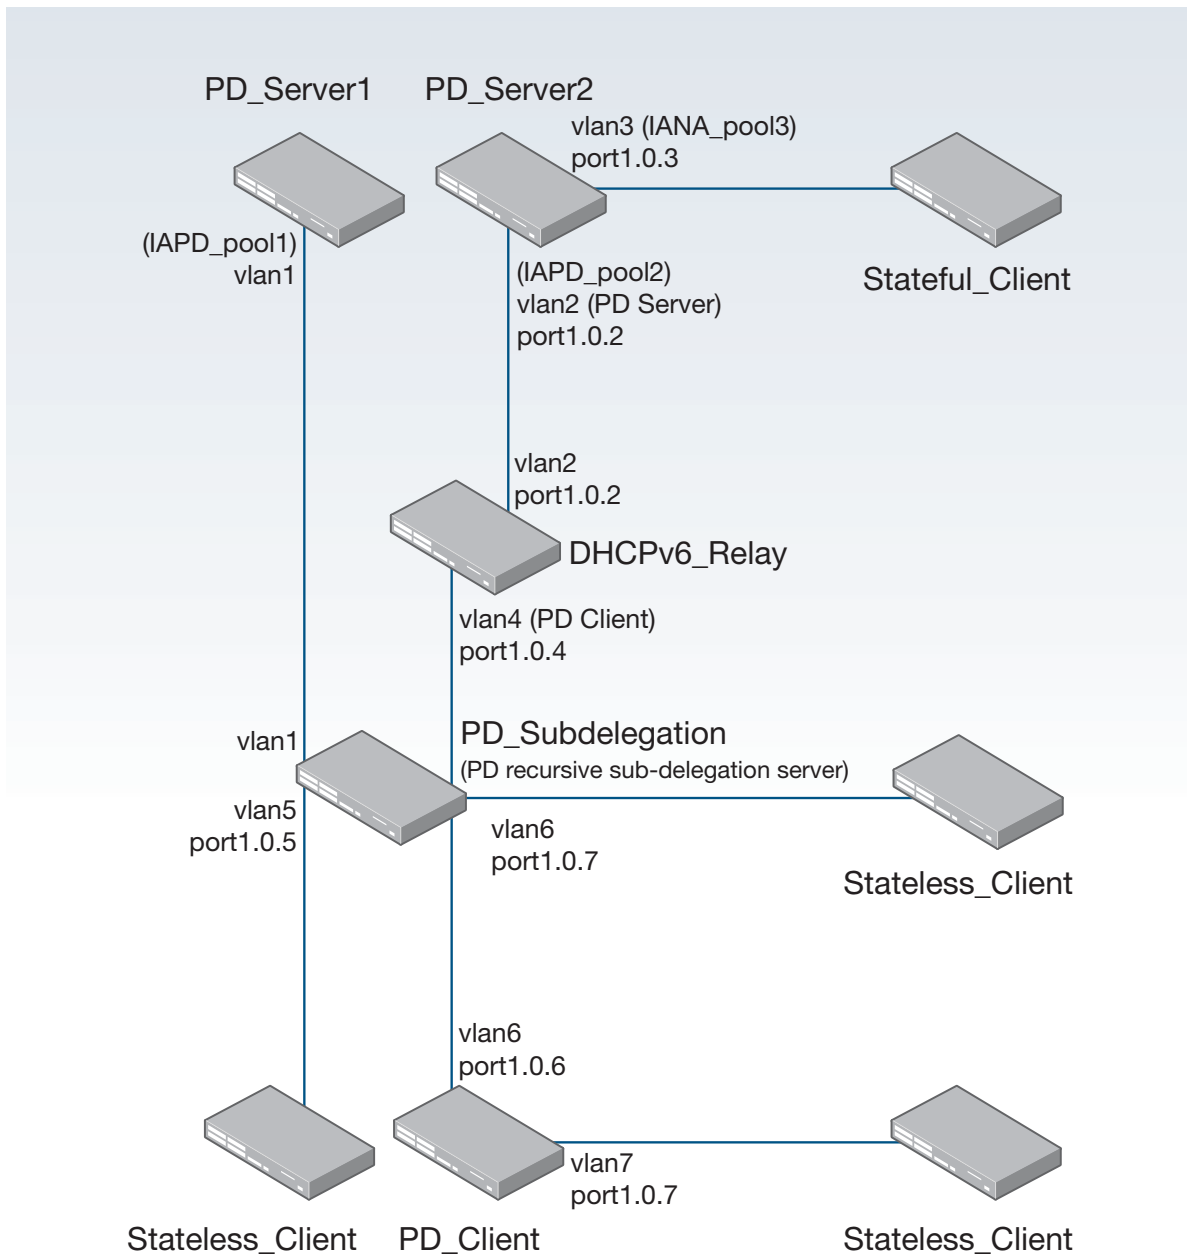 PD_Server1
PD_Server2
vlan3 (IANA_pool3)
port1.0.3
(IAPD_pool1)
vlan1
(IAPD_pool2)
vlan2 (PD Server)
port1.0.2
Stateful_Client
vlan2
port1.0.2
DHCPv6_Relay
vlan4 (PD Client)
port1.0.4
vlan1
PD_Subdelegation
(PD recursive sub-delegation server)
vlan5
port1.0.5
vlan6
port1.0.7
Stateless_Client
vlan6
port1.0.6
vlan7
port1.0.7
Stateless_Client
PD_Client
Stateless_Client